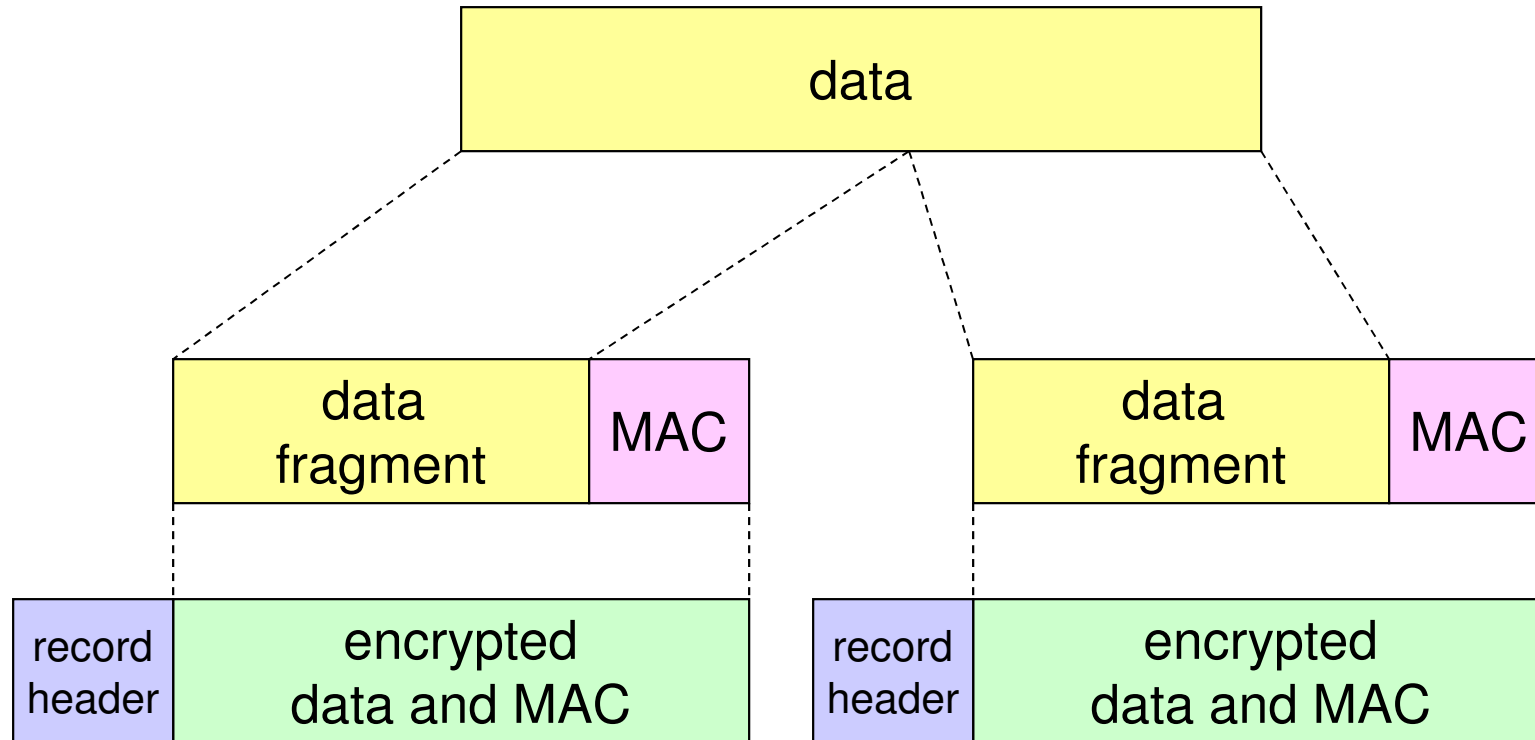 data
data
fragment
MAC
data
fragment
MAC
record
header
encrypted
data and MAC
record
header
encrypted
data and MAC